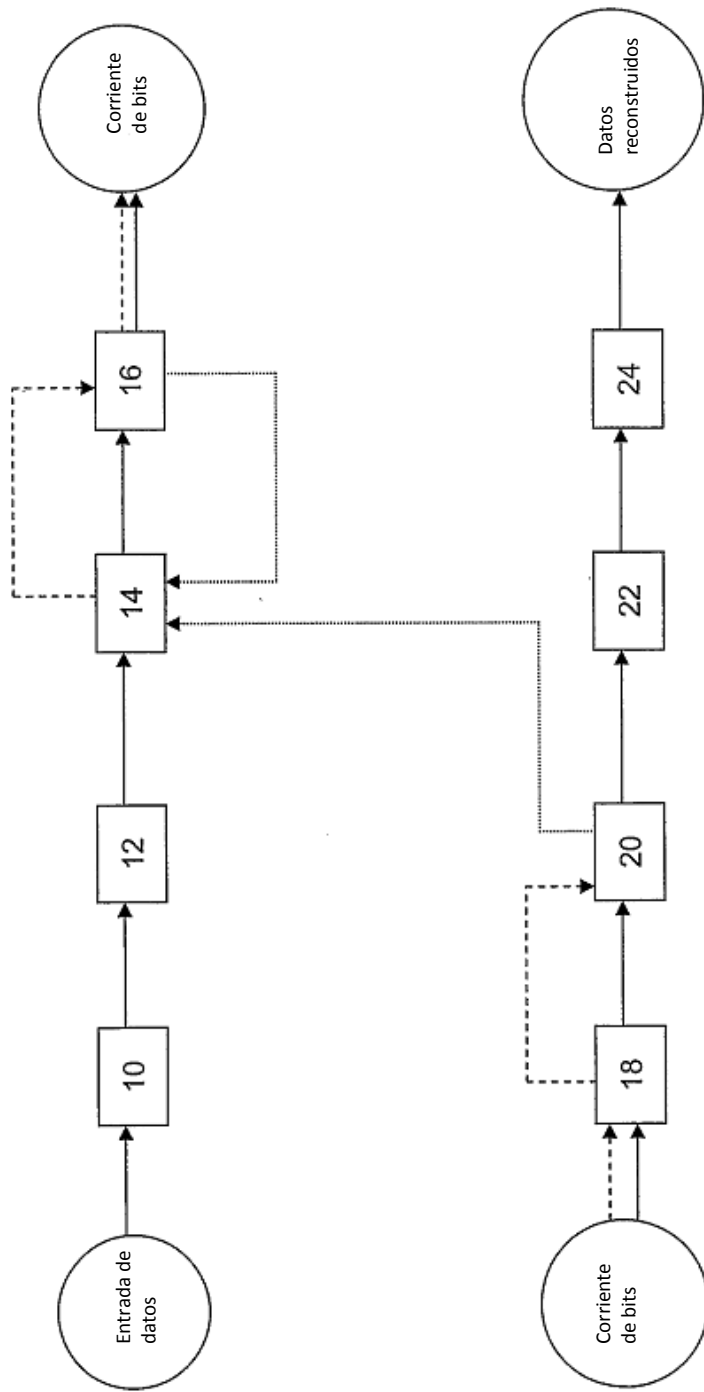 Entrada de
datos
10
12
14
16
Corriente
de bits
Corriente
de bits
18
20
22
24
Datos
reconstruidos